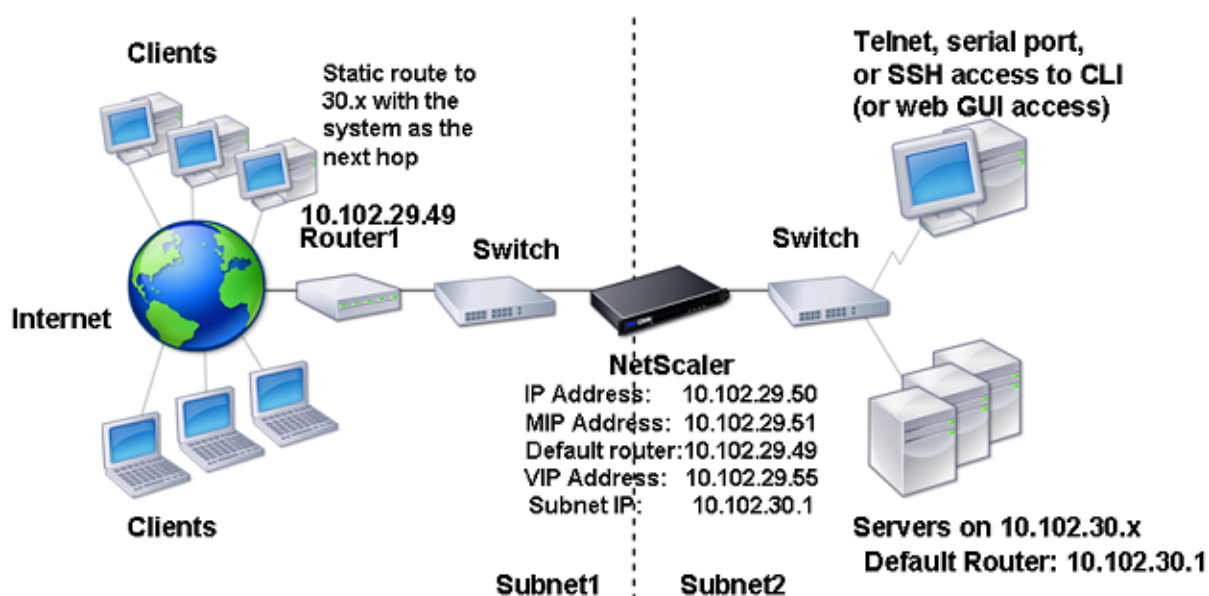 Clients
Static route to
30.x with the
system as the
next hop
10.102.29.49
Router1
Switch
Internet
Clients
Telnet, serial port,
or SSH access to CLI
(or web GUI access)
Switch
NetScaler
IP Address: 10.102.29.50
MIP Address: 10.102.29.51
Default router: 10.102.29.49
VIP Address: 10.102.29.55
Subnet IP: 10.102.30.1
Servers on 10.102.30.x
Default Router: 10.102.30.1
Subnet1
Subnet2